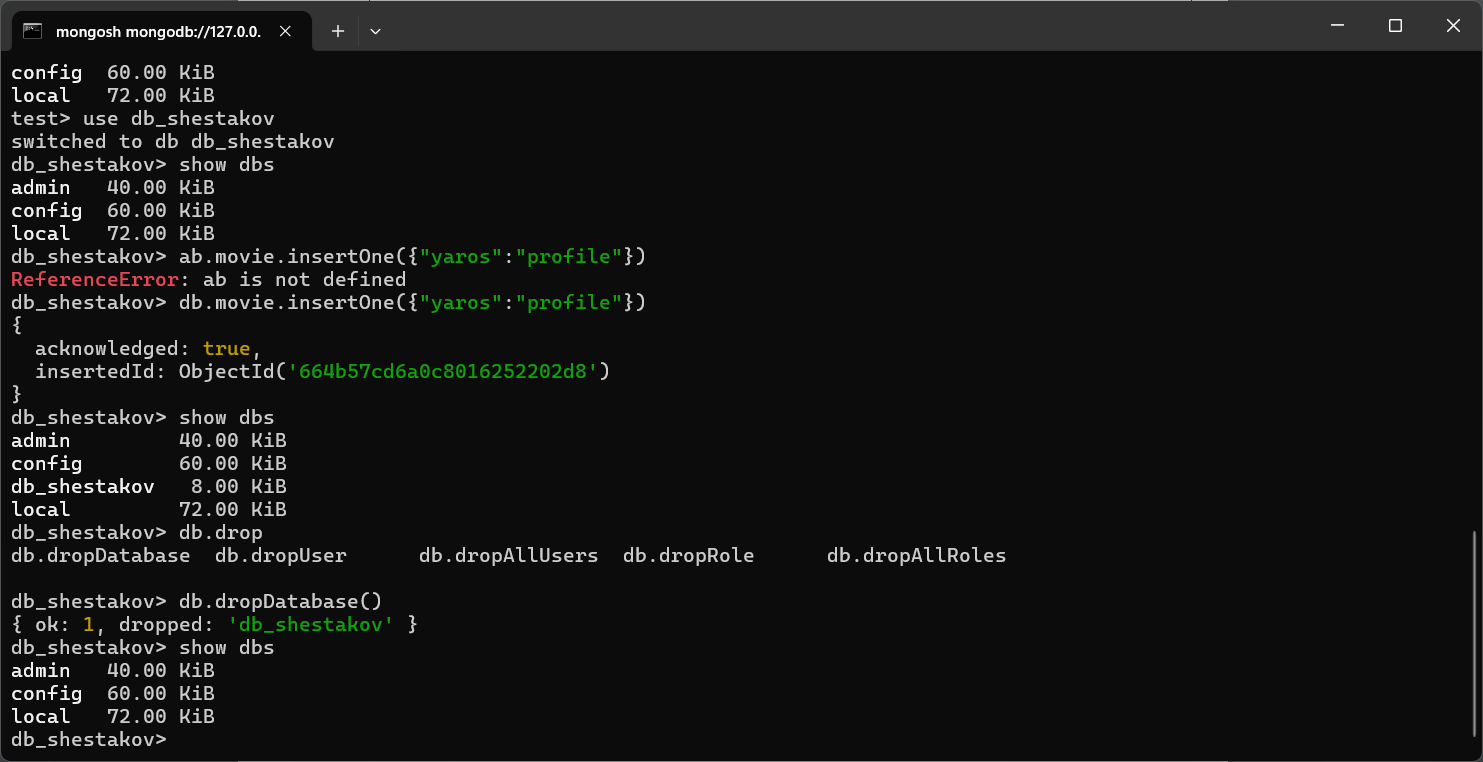 mongosh mongodb://127.0.0.
config  60.00 KiB
local   72.00 KiB
test> use db_shestakov
switched to db db_shestakov
db_shestakov> show dbs
admin   40.00 KiB
config  60.00 KiB
local   72.00 KiB
db_shestakov> ab.movie.insertOne({"yaros":"profile"})
ReferenceError: ab is not defined
db_shestakov> db.movie.insertOne({"yaros":"profile"})
{
  acknowledged: true,
  insertedId: ObjectId('664b57cd6a0c8016252202d8')
}
db_shestakov> show dbs
admin         40.00 KiB
config        60.00 KiB
db_shestakov   8.00 KiB
local         72.00 KiB
db_shestakov> db.drop
db.dropDatabase  db.dropUser      db.dropAllUsers  db.dropRole      db.dropAllRoles
db_shestakov> db.dropDatabase()
{ ok: 1, dropped: 'db_shestakov' }
db_shestakov> show dbs
admin   40.00 KiB
config  60.00 KiB
local   72.00 KiB
db_shestakov>